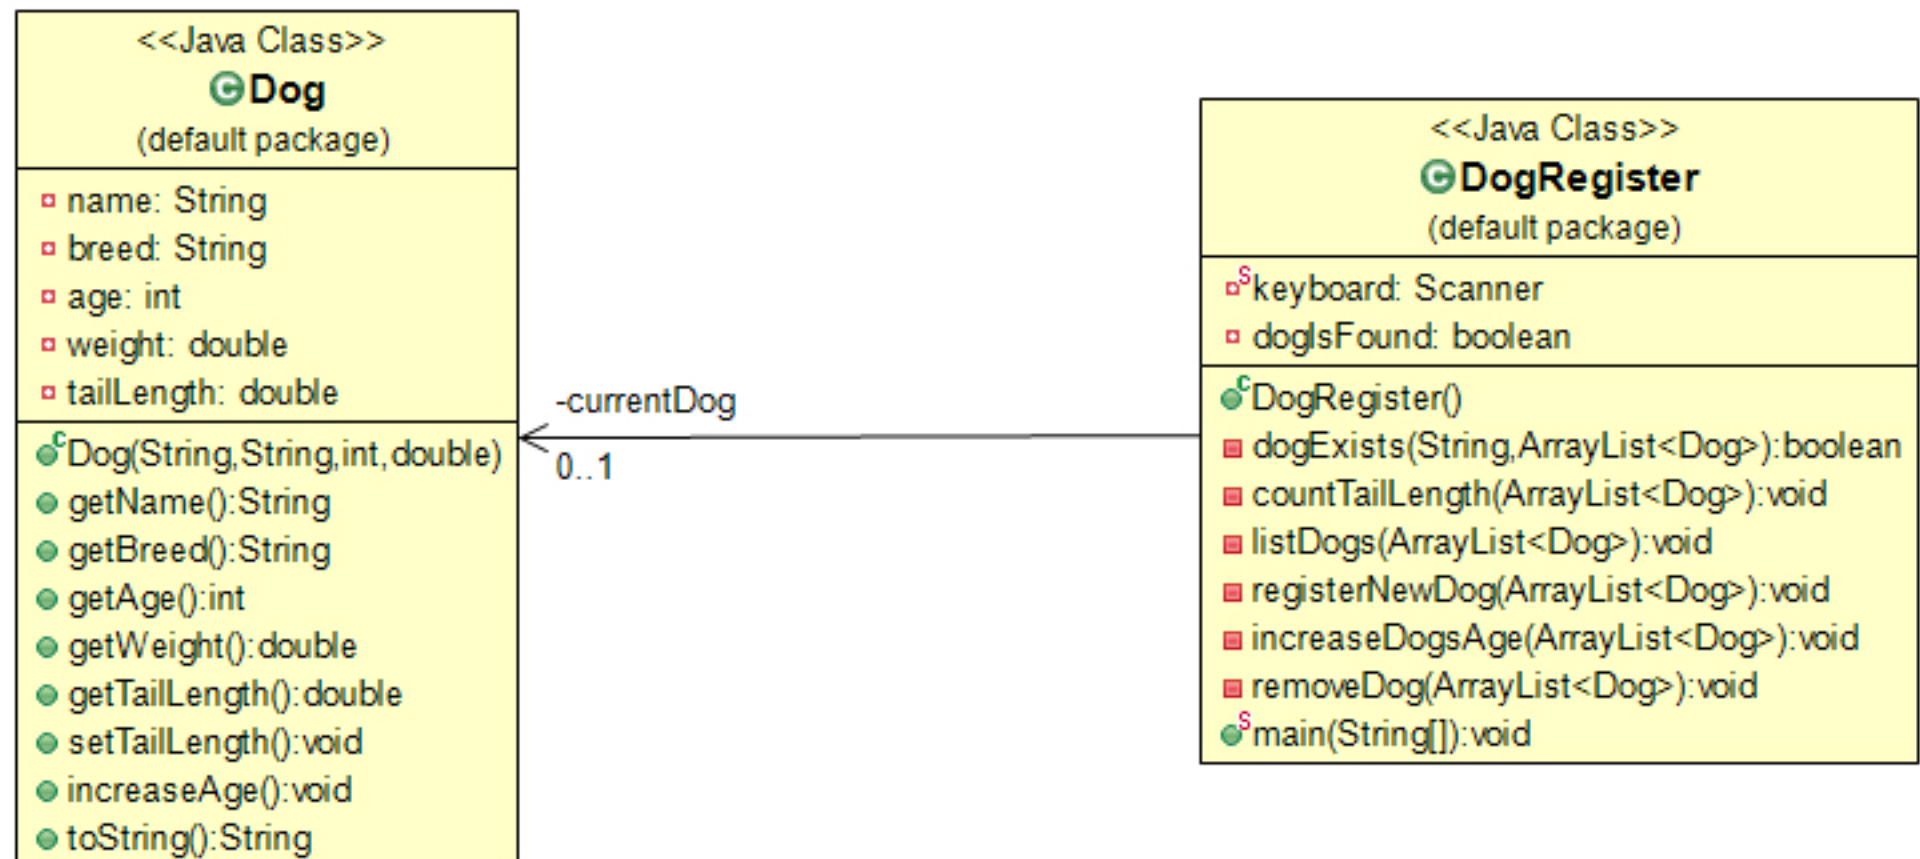 <<Java Class>>
Dog
(default package)
name: String
breed: String
age: int
weight: double
tailLength: double
Dog(String,String,int,double)
getName():String
getBreed():String
getAge():int
getWeight():double
getTailLength():double
setTailLength():void
increaseAge():void
toString():String
-currentDog
0..1
<<Java Class>>
DogRegister
(default package)
keyboard: Scanner
dogIsFound: boolean
DogRegister()
dogExists(String,ArrayList<Dog>):boolean
countTailLength(ArrayList<Dog>):void
listDogs(ArrayList<Dog>):void
registerNewDog(ArrayList<Dog>):void
increaseDogsAge(ArrayList<Dog>):void
removeDog(ArrayList<Dog>):void
main(String[]):void